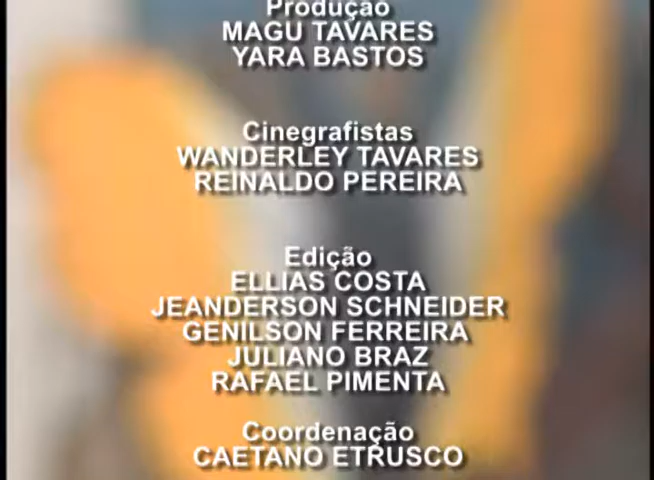 Produção
MAGU TAVARES
YARA BASTOS
Cinegrafistas
WANDERLEY TAVARES
REINALDO PEREIRA
Edição
ELLIAS COSTA
JEANDERSON SCHNEIDER
GENILSON FERREIRA
JULIANO BRAZ
RAFAEL PIMENTA
Coordenação
CAETANO ETRUSCO